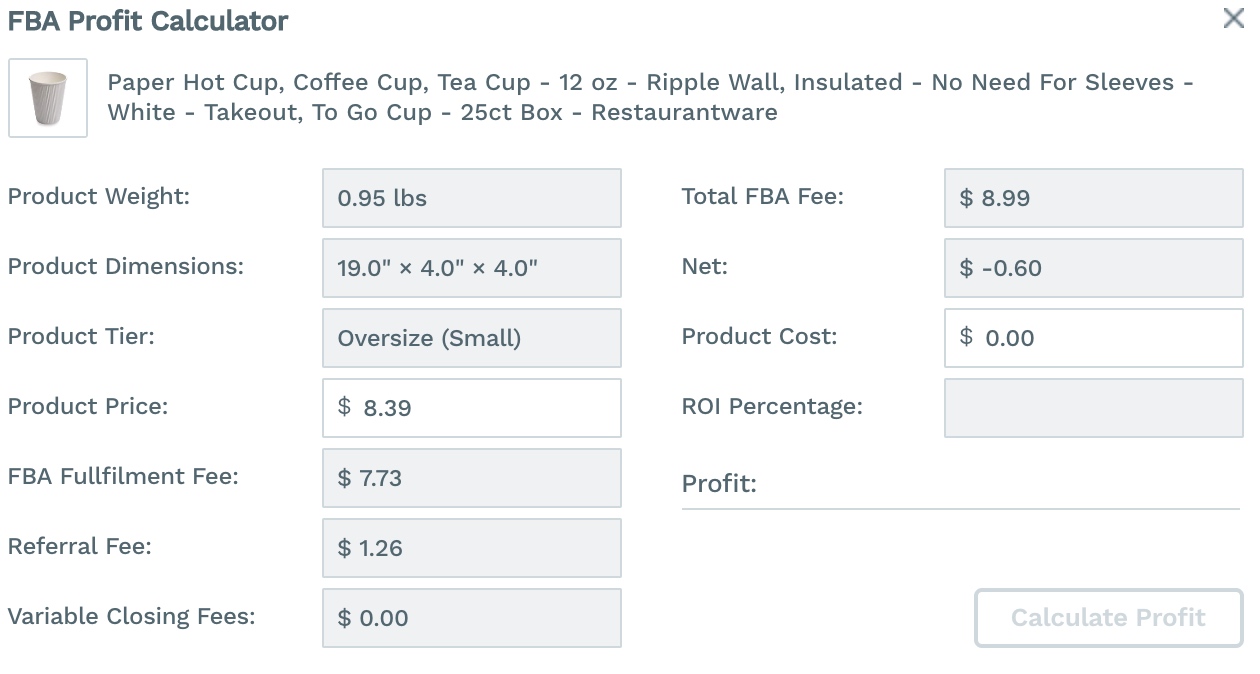 FBA Profit Calculator
Paper Hot Cup, Coffee Cup, Tea Cup - 12 oz - Ripple Wall, Insulated - No Need For Sleeves -
White - Takeout, To Go Cup - 25ct Box - Restaurantware
Product Weight: 0.95 lbs
Product Dimensions: 19.0" × 4.0" × 4.0"
Product Tier: Oversize (Small)
Product Price: $ 8.39
FBA Fullfilment Fee: $ 7.73
Referral Fee: $ 1.26
Variable Closing Fees: $ 0.00
Total FBA Fee: $ 8.99
Net: $ -0.60
Product Cost: $ 0.00
ROI Percentage:
Profit:
Calculate Profit